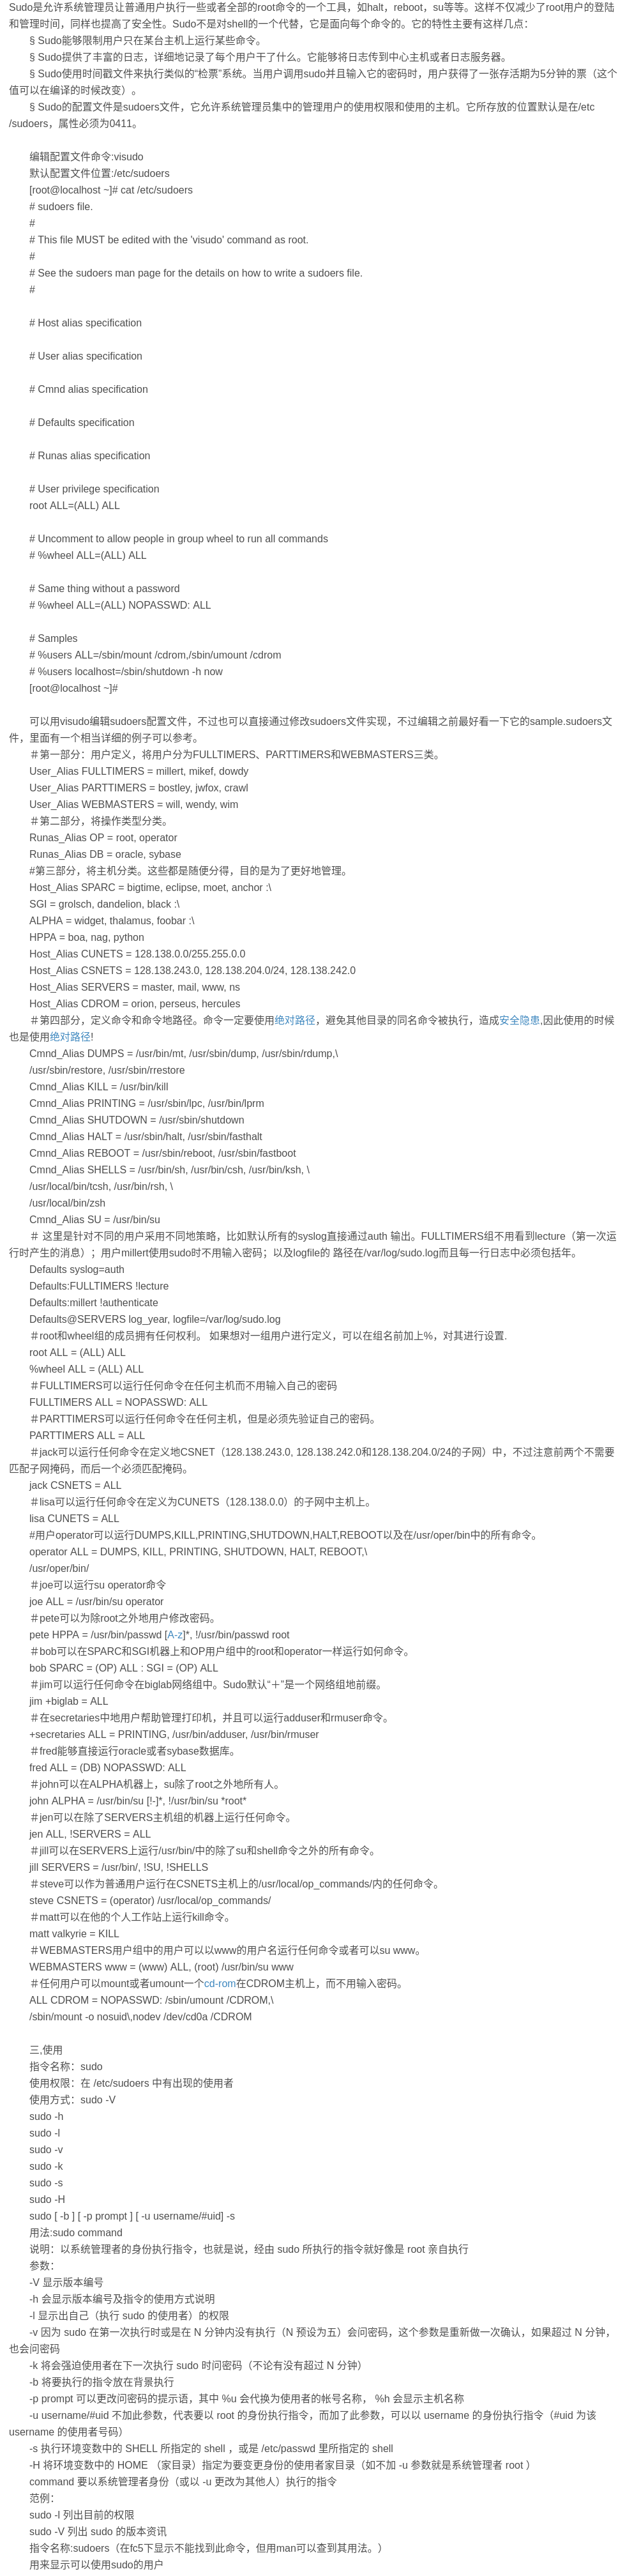 Sudo是允许系统管理员让普通用户执行一些或者全部的root命令的一个工具，如halt，reboot，su等等。这样不仅减少了root用户的登陆
和管理时间，同样也提高了安全性。Sudo不是对shell的一个代替，它是面向每个命令的。它的特性主要有这样几点：
§ Sudo能够限制用户只在某台主机上运行某些命令。
§ Sudo提供了丰富的日志，详细地记录了每个用户干了什么。它能够将日志传到中心主机或者日志服务器。
§ Sudo使用时间戳文件来执行类似的“检票”系统。当用户调用sudo并且输入它的密码时，用户获得了一张存活期为5分钟的票（这个
值可以在编译的时候改变）。
§ Sudo的配置文件是sudoers文件，它允许系统管理员集中的管理用户的使用权限和使用的主机。它所存放的位置默认是在/etc
/sudoers，属性必须为0411。
编辑配置文件命令:visudo
默认配置文件位置:/etc/sudoers
[root@localhost ~]# cat /etc/sudoers
# sudoers file.
#
# This file MUST be edited with the 'visudo' command as root.
#
# See the sudoers man page for the details on how to write a sudoers file.
#
# Host alias specification
# User alias specification
# Cmnd alias specification
# Defaults specification
# Runas alias specification
# User privilege specification
root ALL=(ALL) ALL
# Uncomment to allow people in group wheel to run all commands
# %wheel ALL=(ALL) ALL
# Same thing without a password
# %wheel ALL=(ALL) NOPASSWD: ALL
# Samples
# %users ALL=/sbin/mount /cdrom,/sbin/umount /cdrom
# %users localhost=/sbin/shutdown -h now
[root@localhost ~]#
可以用visudo编辑sudoers配置文件，不过也可以直接通过修改sudoers文件实现，不过编辑之前最好看一下它的sample.sudoers文
件，里面有一个相当详细的例子可以参考。
＃第一部分：用户定义，将用户分为FULLTIMERS、PARTTIMERS和WEBMASTERS三类。
User_Alias FULLTIMERS = millert, mikef, dowdy
User_Alias PARTTIMERS = bostley, jwfox, crawl
User_Alias WEBMASTERS = will, wendy, wim
＃第二部分，将操作类型分类。
Runas_Alias OP = root, operator
Runas_Alias DB = oracle, sybase
#第三部分，将主机分类。这些都是随便分得，目的是为了更好地管理。
Host_Alias SPARC = bigtime, eclipse, moet, anchor :\
SGI = grolsch, dandelion, black :\
ALPHA = widget, thalamus, foobar :\
HPPA = boa, nag, python
Host_Alias CUNETS = 128.138.0.0/255.255.0.0
Host_Alias CSNETS = 128.138.243.0, 128.138.204.0/24, 128.138.242.0
Host_Alias SERVERS = master, mail, www, ns
Host_Alias CDROM = orion, perseus, hercules
＃第四部分，定义命令和命令地路径。命令一定要使用绝对路径，避免其他目录的同名命令被执行，造成安全隐患,因此使用的时候
也是使用绝对路径!
Cmnd_Alias DUMPS = /usr/bin/mt, /usr/sbin/dump, /usr/sbin/rdump,\
/usr/sbin/restore, /usr/sbin/rrestore
Cmnd_Alias KILL = /usr/bin/kill
Cmnd_Alias PRINTING = /usr/sbin/lpc, /usr/bin/lprm
Cmnd_Alias SHUTDOWN = /usr/sbin/shutdown
Cmnd_Alias HALT = /usr/sbin/halt, /usr/sbin/fasthalt
Cmnd_Alias REBOOT = /usr/sbin/reboot, /usr/sbin/fastboot
Cmnd_Alias SHELLS = /usr/bin/sh, /usr/bin/csh, /usr/bin/ksh, \
/usr/local/bin/tcsh, /usr/bin/rsh, \
/usr/local/bin/zsh
Cmnd_Alias SU = /usr/bin/su
＃ 这里是针对不同的用户采用不同地策略，比如默认所有的syslog直接通过auth 输出。FULLTIMERS组不用看到lecture（第一次运
行时产生的消息）；用户millert使用sudo时不用输入密码；以及logfile的 路径在/var/log/sudo.log而且每一行日志中必须包括年。
Defaults syslog=auth
Defaults:FULLTIMERS !lecture
Defaults:millert !authenticate
Defaults@SERVERS log_year, logfile=/var/log/sudo.log
＃root和wheel组的成员拥有任何权利。 如果想对一组用户进行定义，可以在组名前加上%，对其进行设置.
root ALL = (ALL) ALL
%wheel ALL = (ALL) ALL
＃FULLTIMERS可以运行任何命令在任何主机而不用输入自己的密码
FULLTIMERS ALL = NOPASSWD: ALL
＃PARTTIMERS可以运行任何命令在任何主机，但是必须先验证自己的密码。
PARTTIMERS ALL = ALL
＃jack可以运行任何命令在定义地CSNET（128.138.243.0, 128.138.242.0和128.138.204.0/24的子网）中，不过注意前两个不需要
匹配子网掩码，而后一个必须匹配掩码。
jack CSNETS = ALL
＃lisa可以运行任何命令在定义为CUNETS（128.138.0.0）的子网中主机上。
lisa CUNETS = ALL
#用户operator可以运行DUMPS,KILL,PRINTING,SHUTDOWN,HALT,REBOOT以及在/usr/oper/bin中的所有命令。
operator ALL = DUMPS, KILL, PRINTING, SHUTDOWN, HALT, REBOOT,\
/usr/oper/bin/
＃joe可以运行su operator命令
joe ALL = /usr/bin/su operator
＃pete可以为除root之外地用户修改密码。
pete HPPA = /usr/bin/passwd [A-z]*, !/usr/bin/passwd root
＃bob可以在SPARC和SGI机器上和OP用户组中的root和operator一样运行如何命令。
bob SPARC = (OP) ALL : SGI = (OP) ALL
＃jim可以运行任何命令在biglab网络组中。Sudo默认“＋”是一个网络组地前缀。
jim +biglab = ALL
＃在secretaries中地用户帮助管理打印机，并且可以运行adduser和rmuser命令。
+secretaries ALL = PRINTING, /usr/bin/adduser, /usr/bin/rmuser
＃fred能够直接运行oracle或者sybase数据库。
fred ALL = (DB) NOPASSWD: ALL
＃john可以在ALPHA机器上，su除了root之外地所有人。
john ALPHA = /usr/bin/su [!-]*, !/usr/bin/su *root*
＃jen可以在除了SERVERS主机组的机器上运行任何命令。
jen ALL, !SERVERS = ALL
＃jill可以在SERVERS上运行/usr/bin/中的除了su和shell命令之外的所有命令。
jill SERVERS = /usr/bin/, !SU, !SHELLS
＃steve可以作为普通用户运行在CSNETS主机上的/usr/local/op_commands/内的任何命令。
steve CSNETS = (operator) /usr/local/op_commands/
＃matt可以在他的个人工作站上运行kill命令。
matt valkyrie = KILL
＃WEBMASTERS用户组中的用户可以以www的用户名运行任何命令或者可以su www。
WEBMASTERS www = (www) ALL, (root) /usr/bin/su www
＃任何用户可以mount或者umount一个cd-rom在CDROM主机上，而不用输入密码。
ALL CDROM = NOPASSWD: /sbin/umount /CDROM,\
/sbin/mount -o nosuid\,nodev /dev/cd0a /CDROM
三,使用
指令名称：sudo
使用权限：在 /etc/sudoers 中有出现的使用者
使用方式：sudo -V
sudo -h
sudo -l
sudo -v
sudo -k
sudo -s
sudo -H
sudo [ -b ] [ -p prompt ] [ -u username/#uid] -s
用法:sudo command
说明：以系统管理者的身份执行指令，也就是说，经由 sudo 所执行的指令就好像是 root 亲自执行
参数：
-V 显示版本编号
-h 会显示版本编号及指令的使用方式说明
-l 显示出自己（执行 sudo 的使用者）的权限
-v 因为 sudo 在第一次执行时或是在 N 分钟内没有执行（N 预设为五）会问密码，这个参数是重新做一次确认，如果超过 N 分钟，
也会问密码
-k 将会强迫使用者在下一次执行 sudo 时问密码（不论有没有超过 N 分钟）
-b 将要执行的指令放在背景执行
-p prompt 可以更改问密码的提示语，其中 %u 会代换为使用者的帐号名称， %h 会显示主机名称
-u username/#uid 不加此参数，代表要以 root 的身份执行指令，而加了此参数，可以以 username 的身份执行指令（#uid 为该
username 的使用者号码）
-s 执行环境变数中的 SHELL 所指定的 shell ，或是 /etc/passwd 里所指定的 shell
-H 将环境变数中的 HOME （家目录）指定为要变更身份的使用者家目录（如不加 -u 参数就是系统管理者 root ）
command 要以系统管理者身份（或以 -u 更改为其他人）执行的指令
范例：
sudo -l 列出目前的权限
sudo -V 列出 sudo 的版本资讯
指令名称:sudoers（在fc5下显示不能找到此命令，但用man可以查到其用法。）
用来显示可以使用sudo的用户